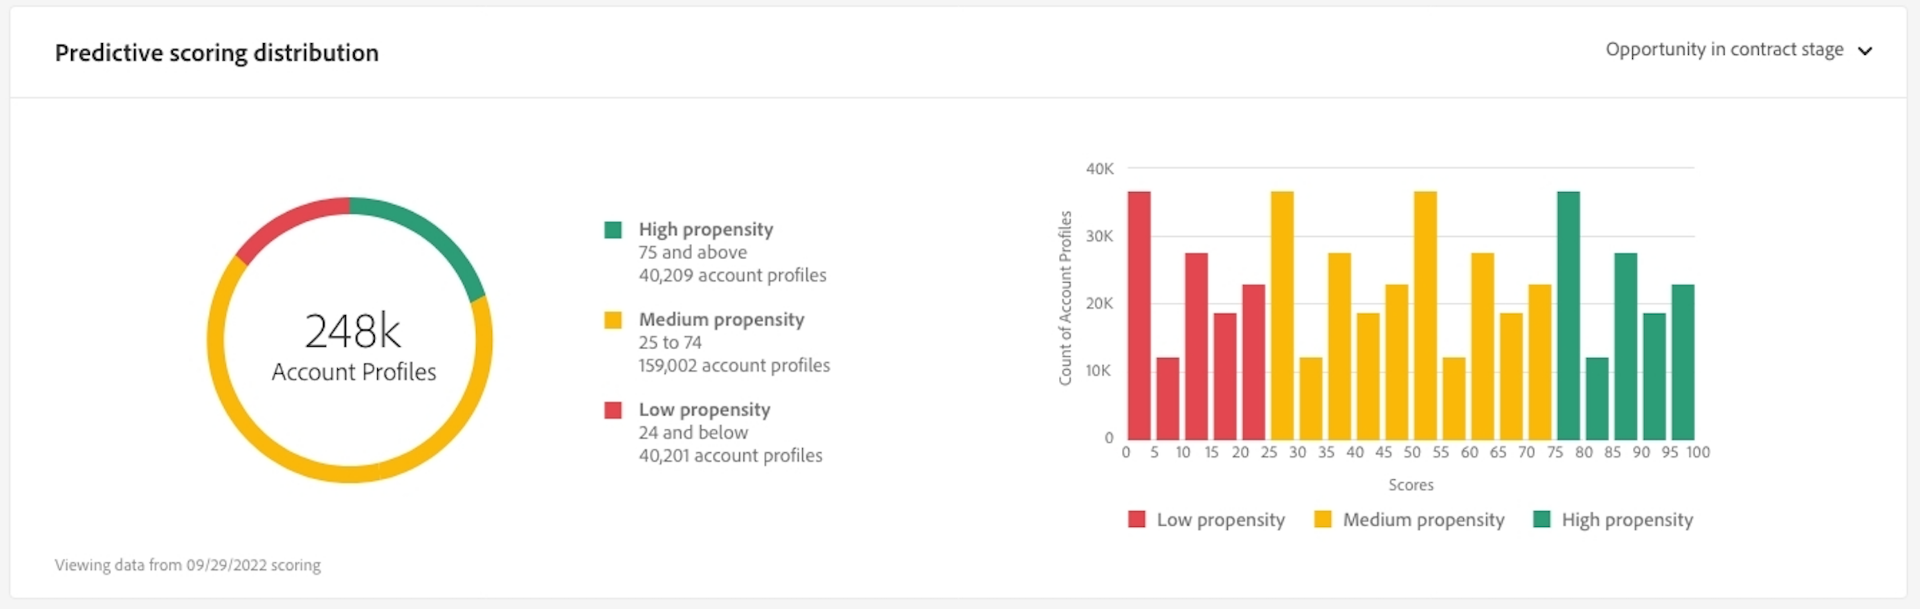 Predictive scoring distribution
Opportunity in contract stage
248k
Account Profiles
High propensity
75 and above
40,209 account profiles
Medium propensity
25 to 74
159,002 account profiles
Low propensity
24 and below
40,201 account profiles
Count of Account Profiles
40K
30K
20K
10K
0
0 5 10 15 20 25 30 35 40 45 50 55 60 65 70 75 80 85 90 95 100
Scores
Low propensity Medium propensity High propensity
Viewing data from 09/29/2022 scoring